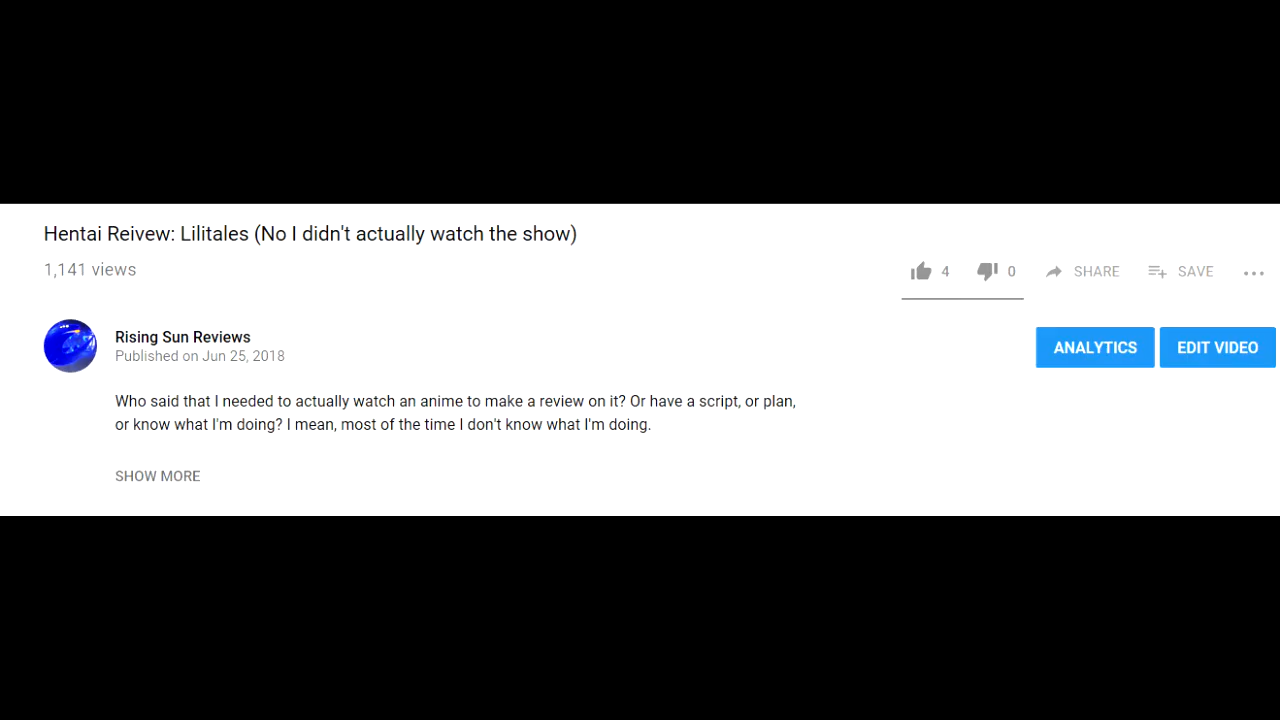 Hentai Reivew: Lilitales (No I didn't actually watch the show)
1,141 views
4
0
SHARE
SAVE
Rising Sun Reviews
Published on Jun 25, 2018
ANALYTICS
EDIT VIDEO
Who said that I needed to actually watch an anime to make a review on it? Or have a script, or plan,
or know what I'm doing? I mean, most of the time I don't know what I'm doing.
SHOW MORE